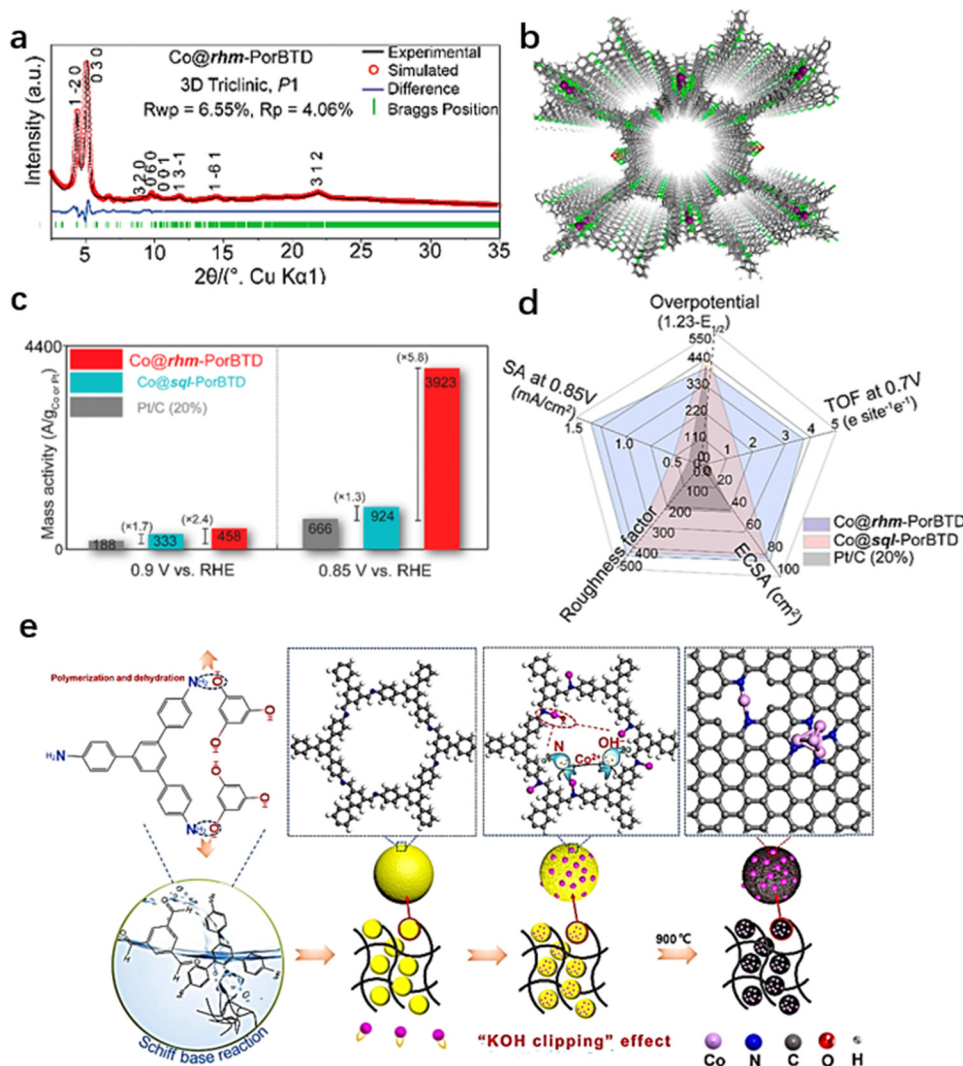 a
Co@rhm-PorBTD
3D Triclinic, P1
Rwp = 6.55%, Rp = 4.06%
Experimental
Simulated
Difference
Braggs Position
Intensity (a.u.)
1 -2 0
0 3 0
3 2 0
0 6 0
0 0 1
1 3 -1
1 -6 1
3 1 2
5 10 15 20 25 30 35
2θ/(°. Cu Kα1)
b
c
Mass activity (A/gCo or Pt)
4400
0
Co@rhm-PorBTD
Co@sql-PorBTD
Pt/C (20%)
188
(×1.7)
333
(×2.4)
458
666
(×1.3)
924
(×5.8)
3923
0.9 V vs. RHE
0.85 V vs. RHE
d
Overpotential
(1.23-E1/2)
550
440
330
220
110
SA at 0.85V
(mA/cm²)
1.5
1.0
0.5
TOF at 0.7V
(e site⁻¹e⁻¹)
1 2 3 4 5
Roughness factor
100
200
300
400
500
ECSA (cm²)
20
40
60
80
100
Co@rhm-PorBTD
Co@sql-PorBTD
Pt/C (20%)
e
Polymerization and dehydration
H₂N
N
OH
Co²⁺
Schiff base reaction
"KOH clipping" effect
900℃
Co N C O H